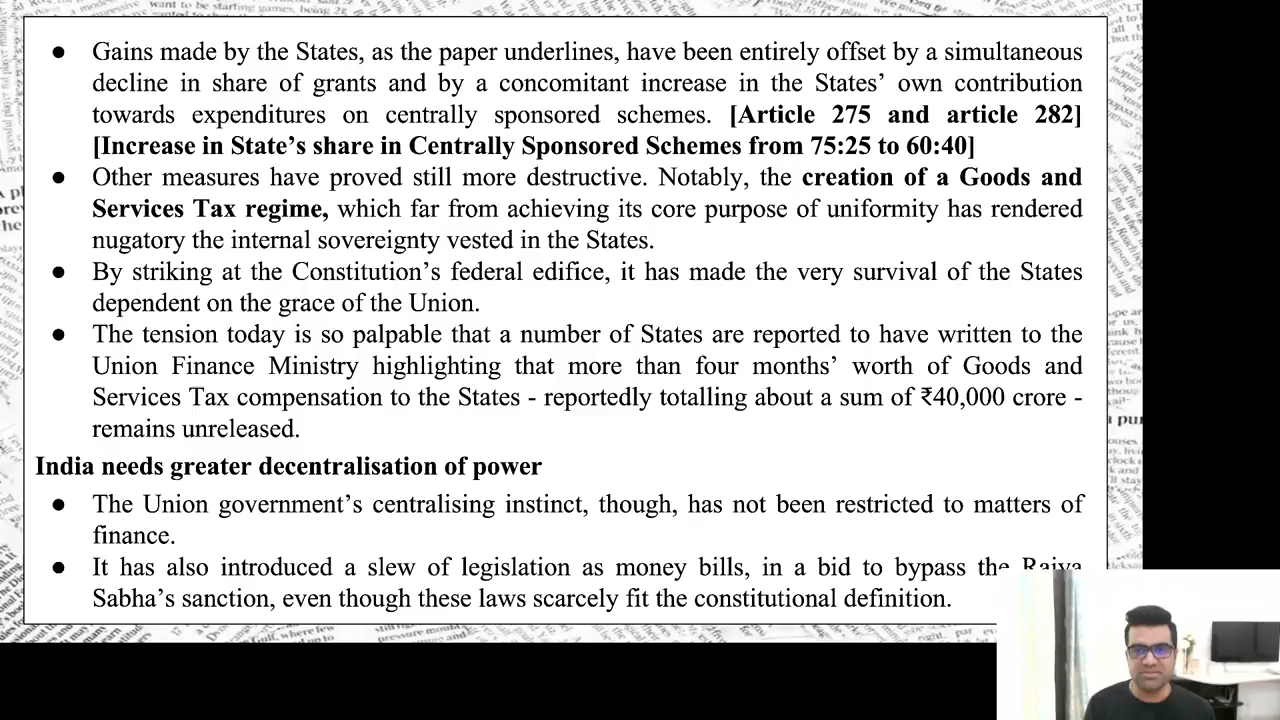 ● Gains made by the States, as the paper underlines, have been entirely offset by a simultaneous
decline in share of grants and by a concomitant increase in the States' own contribution
towards expenditures on centrally sponsored schemes. [Article 275 and article 282]
[Increase in State's share in Centrally Sponsored Schemes from 75:25 to 60:40]
● Other measures have proved still more destructive. Notably, the creation of a Goods and
Services Tax regime, which far from achieving its core purpose of uniformity has rendered
nugatory the internal sovereignty vested in the States.
● By striking at the Constitution's federal edifice, it has made the very survival of the States
dependent on the grace of the Union.
● The tension today is so palpable that a number of States are reported to have written to the
Union Finance Ministry highlighting that more than four months' worth of Goods and
Services Tax compensation to the States - reportedly totalling about a sum of ₹40,000 crore -
remains unreleased.
India needs greater decentralisation of power
● The Union government's centralising instinct, though, has not been restricted to matters of
finance.
● It has also introduced a slew of legislation as money bills, in a bid to bypass the Rajya
Sabha's sanction, even though these laws scarcely fit the constitutional definition.